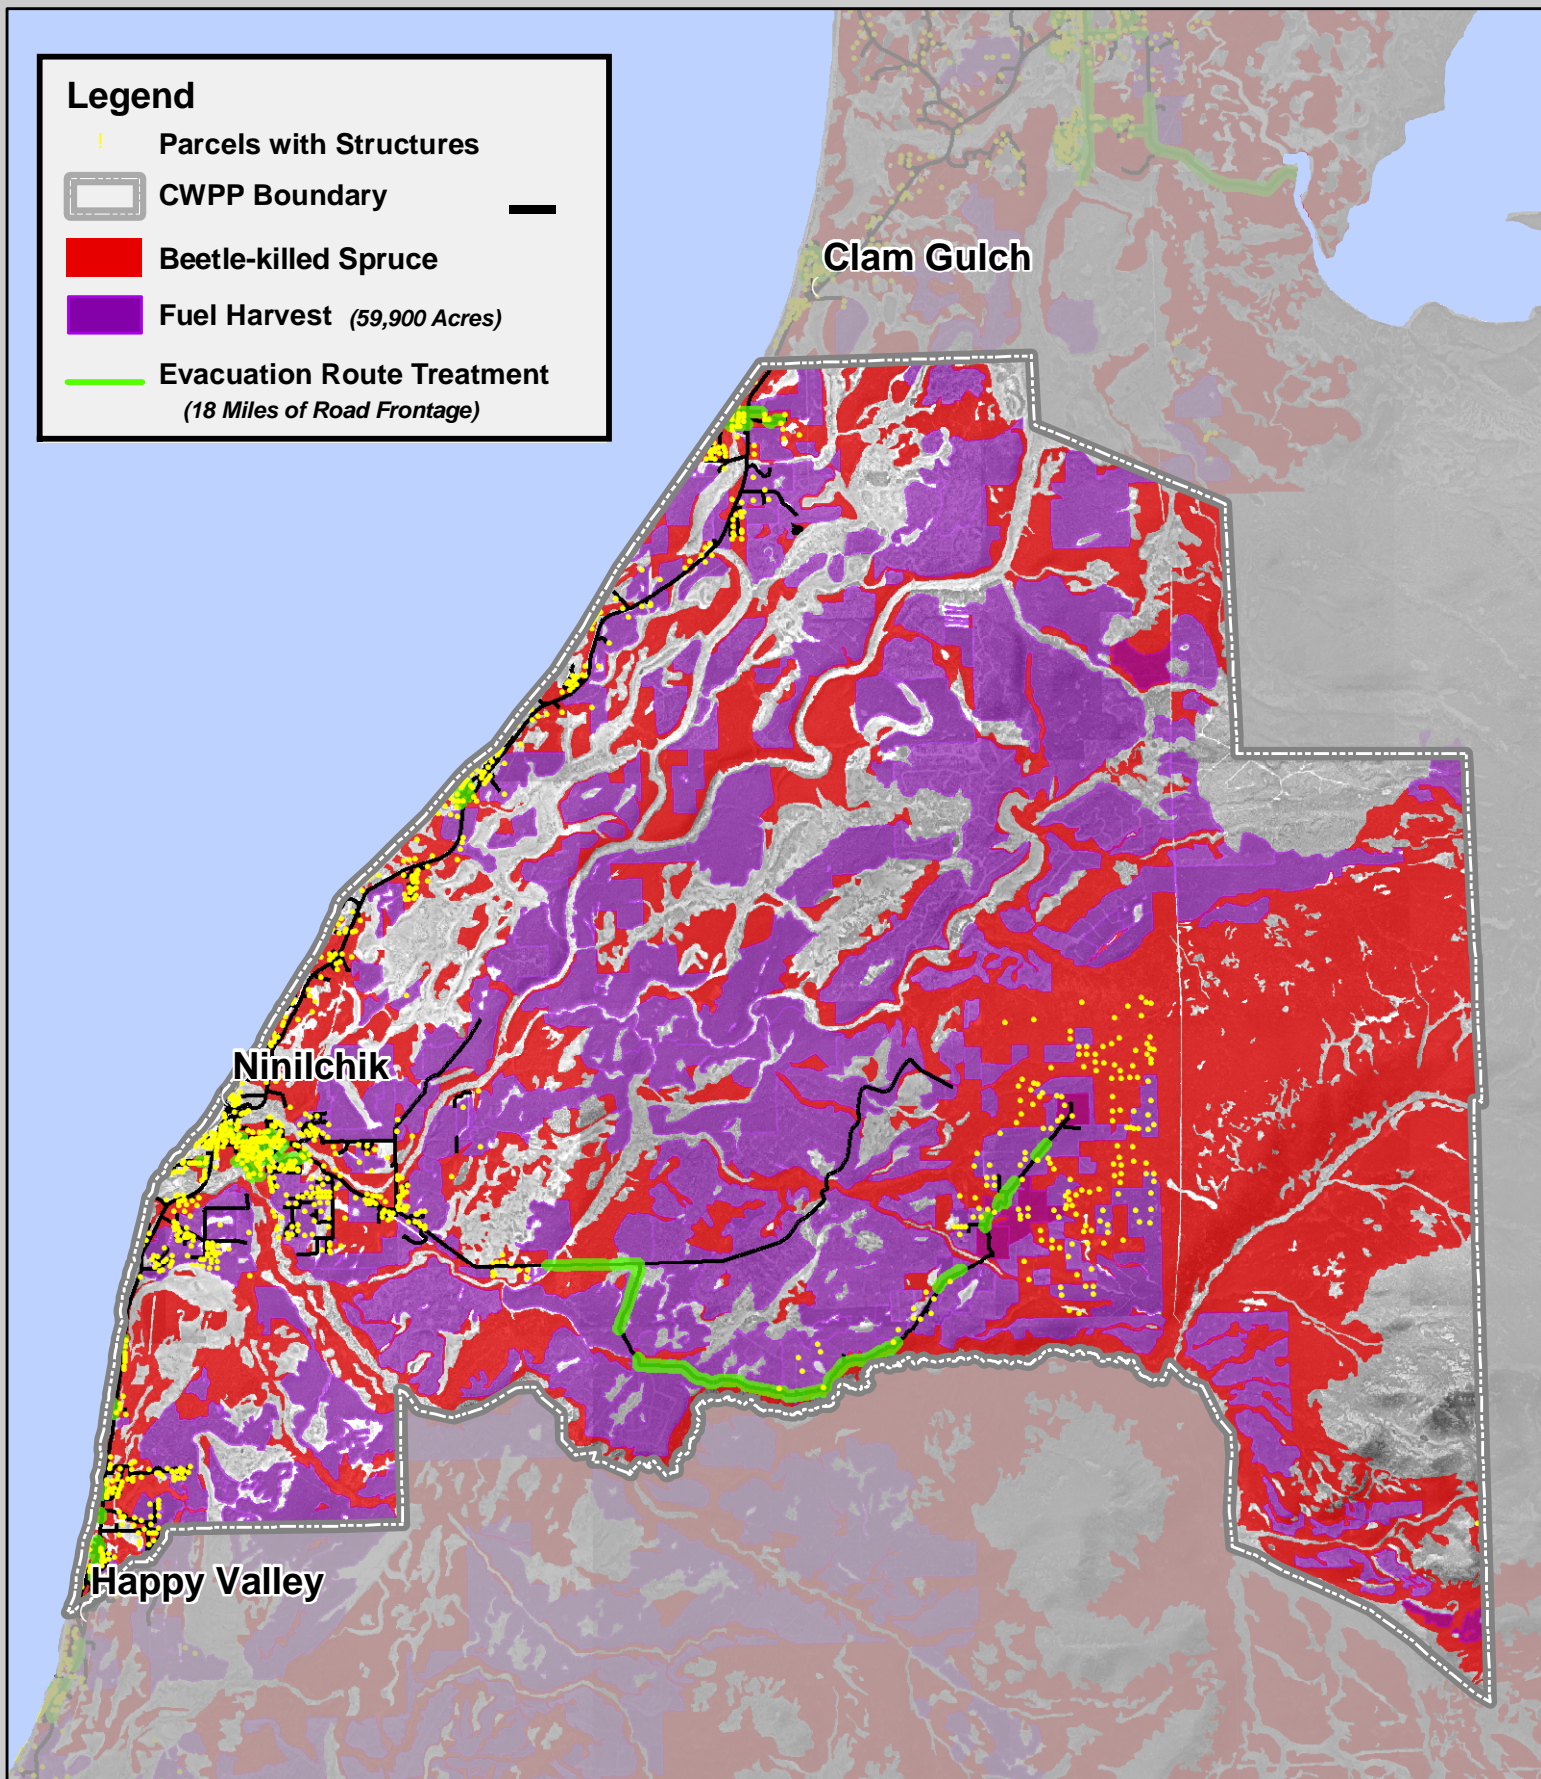 Legend
Parcels with Structures
CWPP Boundary
Beetle-killed Spruce
Fuel Harvest (59,900 Acres)
Evacuation Route Treatment
(18 Miles of Road Frontage)
Clam Gulch
Ninilchik
Happy Valley